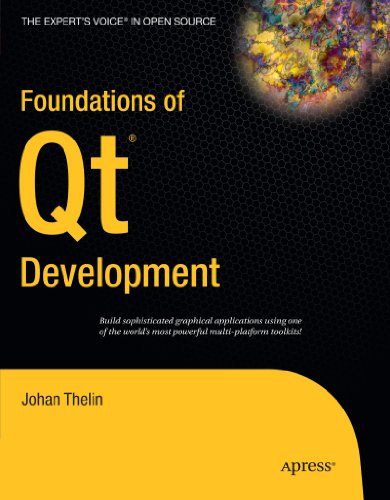 THE EXPERT'S VOICE® IN OPEN SOURCE
Foundations of
Qt®
Development
Build sophisticated graphical applications using one
of the world's most powerful multi-platform toolkits!
Johan Thelin
Apress®